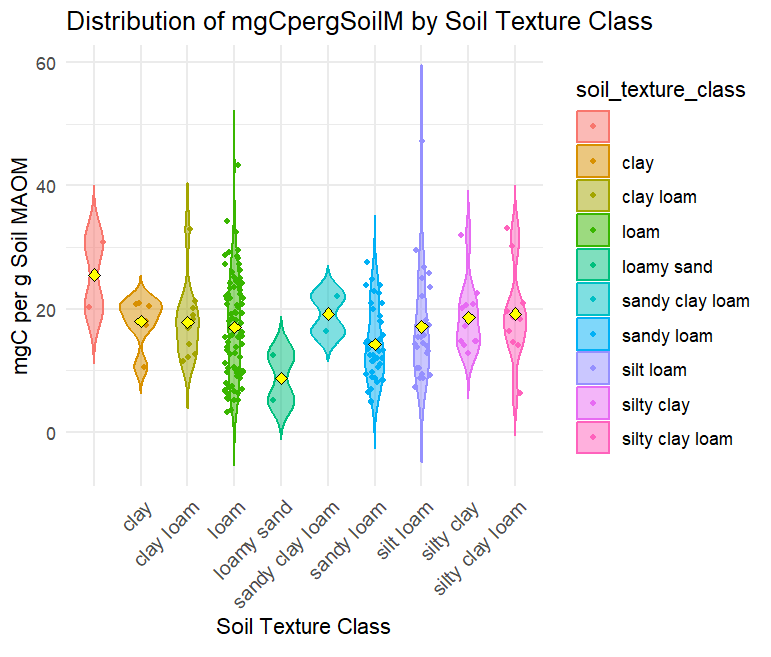 Distribution of mgCpergSoilM by Soil Texture Class
60
40
20
0
mgC per g Soil MAOM
clay
clay loam
loam
loamy sand
sandy clay loam
sandy loam
silt loam
silty clay
silty clay loam
Soil Texture Class
soil_texture_class
clay
clay loam
loam
loamy sand
sandy clay loam
sandy loam
silt loam
silty clay
silty clay loam